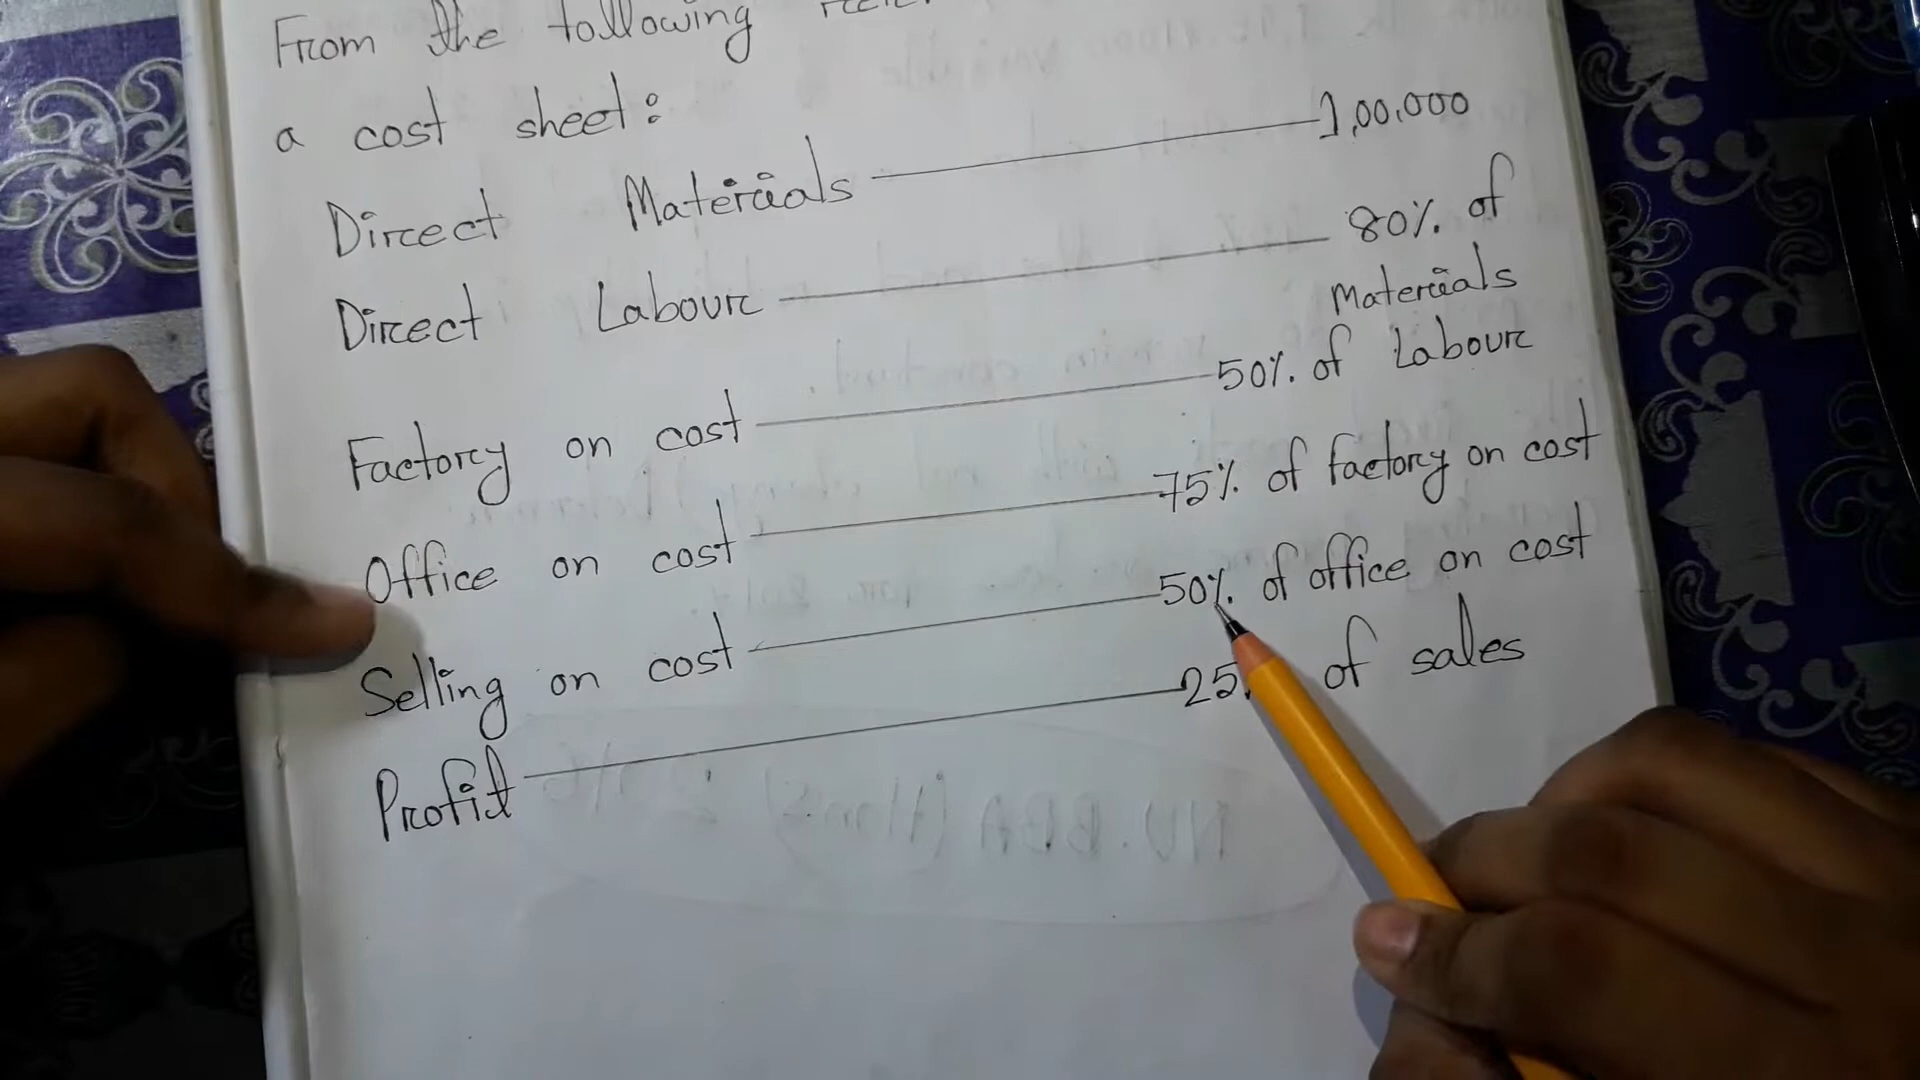 From the following
a cost sheet:
Direct Materials 1,00,000
Direct Labour 80% of
Materials
Factory on cost 50% of Labour
Office on cost 75% of factory on cost
Selling on cost 50% of office on cost
Profit 25% of sales